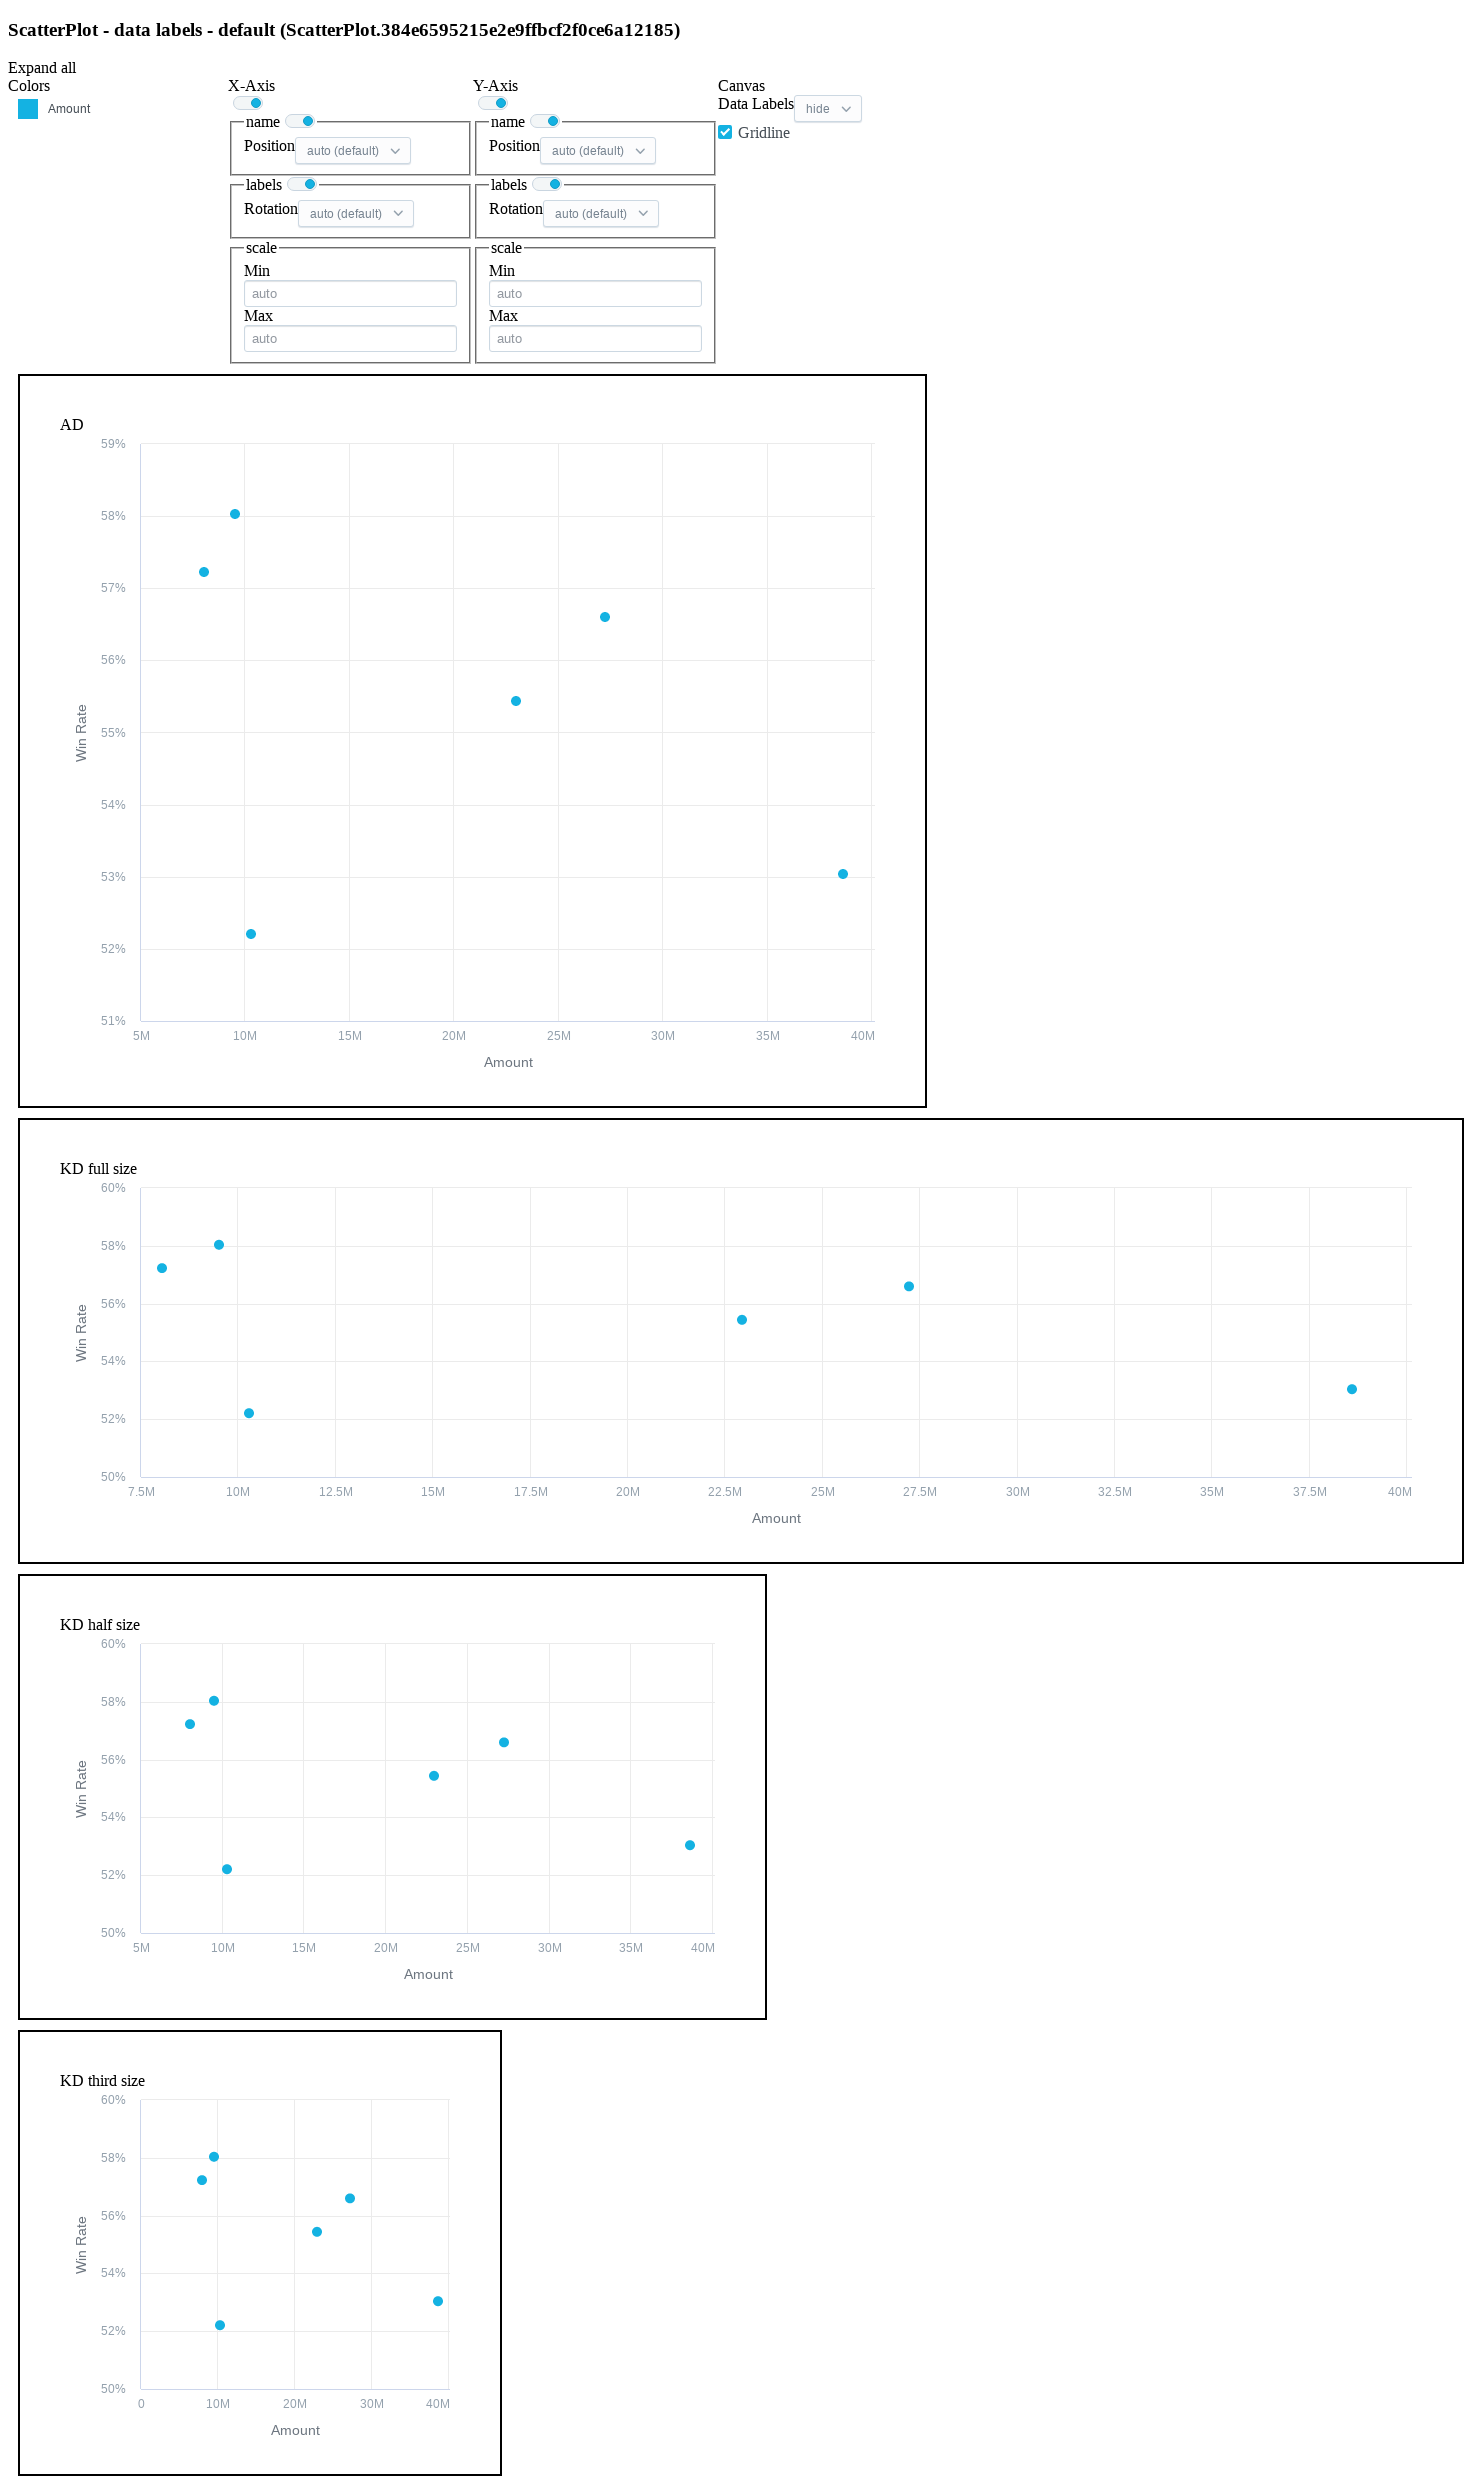 ScatterPlot - data labels - default (ScatterPlot.384e6595215e2e9ffbcf2f0ce6a12185)
Expand all
Colors
Amount
X-Axis
name
Position auto (default)
labels
Rotation auto (default)
scale
Min
auto
Max
auto
Y-Axis
name
Position auto (default)
labels
Rotation auto (default)
scale
Min
auto
Max
auto
Canvas
Data Labels hide
Gridline
AD
59%
58%
57%
56%
55%
54%
53%
52%
51%
Win Rate
5M 10M 15M 20M 25M 30M 35M 40M
Amount
KD full size
60%
58%
56%
54%
52%
50%
Win Rate
7.5M 10M 12.5M 15M 17.5M 20M 22.5M 25M 27.5M 30M 32.5M 35M 37.5M 40M
Amount
KD half size
60%
58%
56%
54%
52%
50%
Win Rate
5M 10M 15M 20M 25M 30M 35M 40M
Amount
KD third size
60%
58%
56%
54%
52%
50%
Win Rate
0 10M 20M 30M 40M
Amount